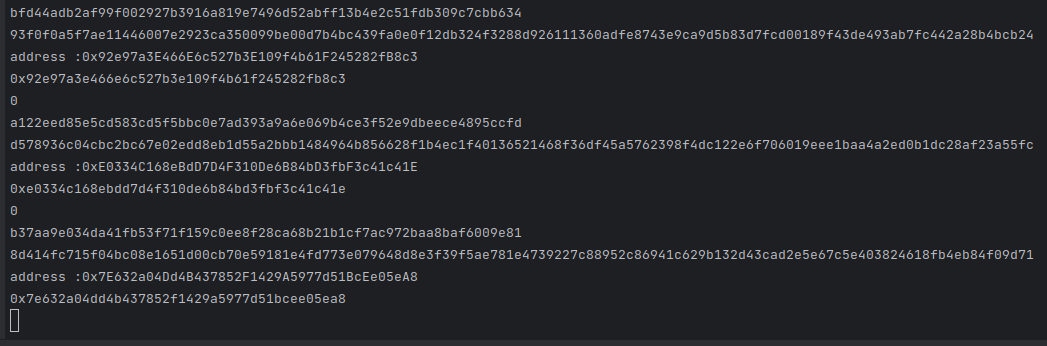 bfd44adb2af99f002927b3916a819e7496d52abff13b4e2c51fdb309c7cbb634
93f0f0a5f7ae11446007e2923ca350099be00d7b4bc439fa0e0f12db324f3288d926111360adfe8743e9ca9d5b83d7fcd00189f43de493ab7fc442a28b4bcb24
address :0x92e97a3E466E6c527b3E109f4b61F245282fB8c3
0x92e97a3e466e6c527b3e109f4b61f245282fb8c3
0
a122eed85e5cd583cd5f5bbc0e7ad393a9a6e069b4ce3f52e9dbeece4895ccfd
d578936c04cbc2bc67e02edd8eb1d55a2bbb1484964b856628f1b4ec1f40136521468f36df45a5762398f4dc122e6f706019eee1baa4a2ed0b1dc28af23a55fc
address :0xE0334C168eBdD7D4F310De6B84bD3fbF3c41c41E
0xe0334c168ebdd7d4f310de6b84bd3fbf3c41c41e
0
b37aa9e034da41fb53f71f159c0ee8f28ca68b21b1cf7ac972baa8baf6009e81
8d414fc715f04bc08e1651d00cb70e59181e4fd773e079648d8e3f39f5ae781e4739227c88952c86941c629b132d43cad2e5e67c5e403824618fb4eb84f09d71
address :0x7E632a04Dd4B437852F1429A5977d51BcEe05eA8
0x7e632a04dd4b437852f1429a5977d51bcee05ea8